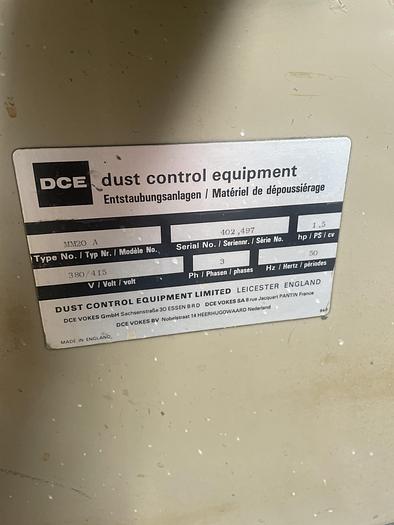 DCE dust control equipment
Entstaubungsanlagen / Matériel de dépoussiérage
MM20 A 402,497 1,5
Type No. / Typ Nr. / Modèle No. Serial No. / Seriennr. / Série No. hp / PS / cv
380/415 3 50
V / Volt / volt Ph / Phasen / phases Hz / Hertz / périodes
DUST CONTROL EQUIPMENT LIMITED LEICESTER ENGLAND
DCE VOKES GmbH Sachsenstraße 30 ESSEN BRD DCE VOKES SA 8 rue Jacquart PANTIN France
DCE VOKES BV Nobelstraat 14 HEERHUGOWAARD Nederland
MADE IN ENGLAND